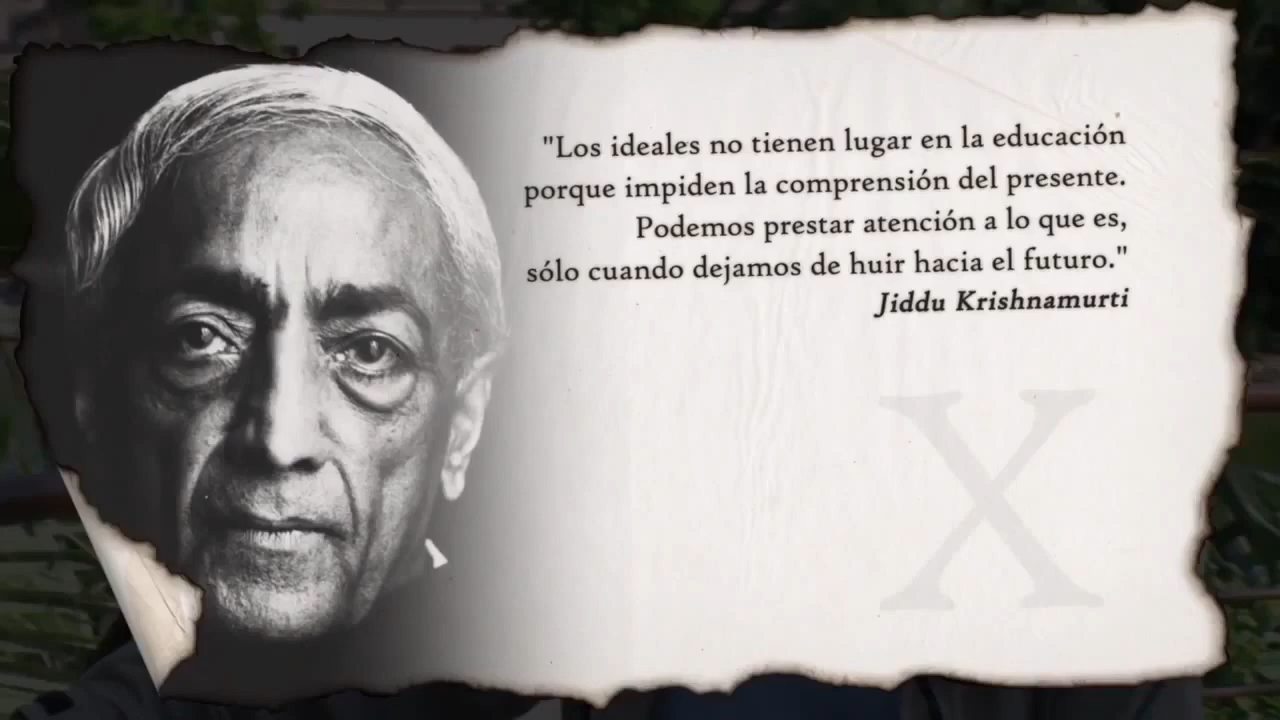 "Los ideales no tienen lugar en la educación
porque impiden la comprensión del presente.
Podemos prestar atención a lo que es,
sólo cuando dejamos de huir hacia el futuro."
Jiddu Krishnamurti
X